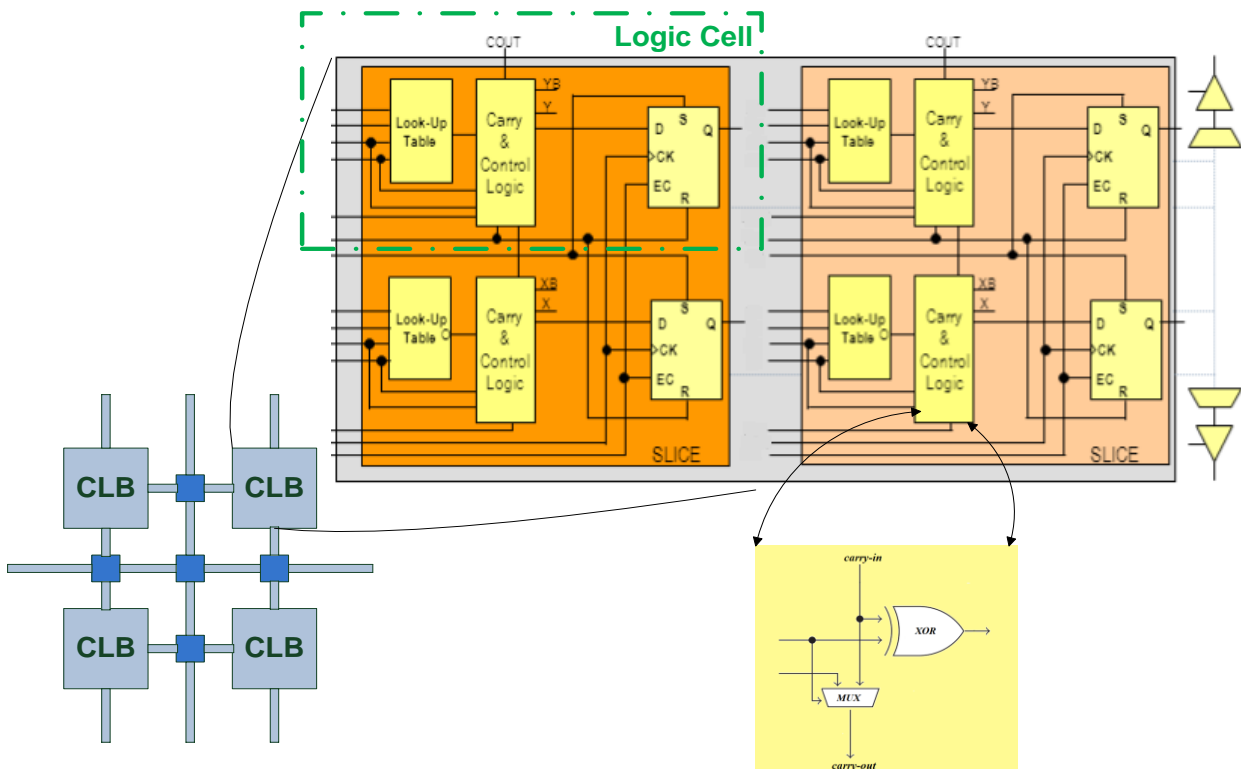 Logic Cell
COUT
COUT
YB
Y
Look-Up
Table
Carry
&
Control
Logic
S
D
Q
CK
EC
R
YB
Y
Look-Up
Table
Carry
&
Control
Logic
S
D
Q
CK
EC
R
XB
X
Look-Up
Table
O
Carry
&
Control
Logic
S
D
Q
CK
EC
R
SLICE
XB
X
Look-Up
Table
O
Carry
&
Control
Logic
S
D
Q
CK
EC
R
SLICE
CLB
CLB
CLB
CLB
carry-in
XOR
MUX
carry-out